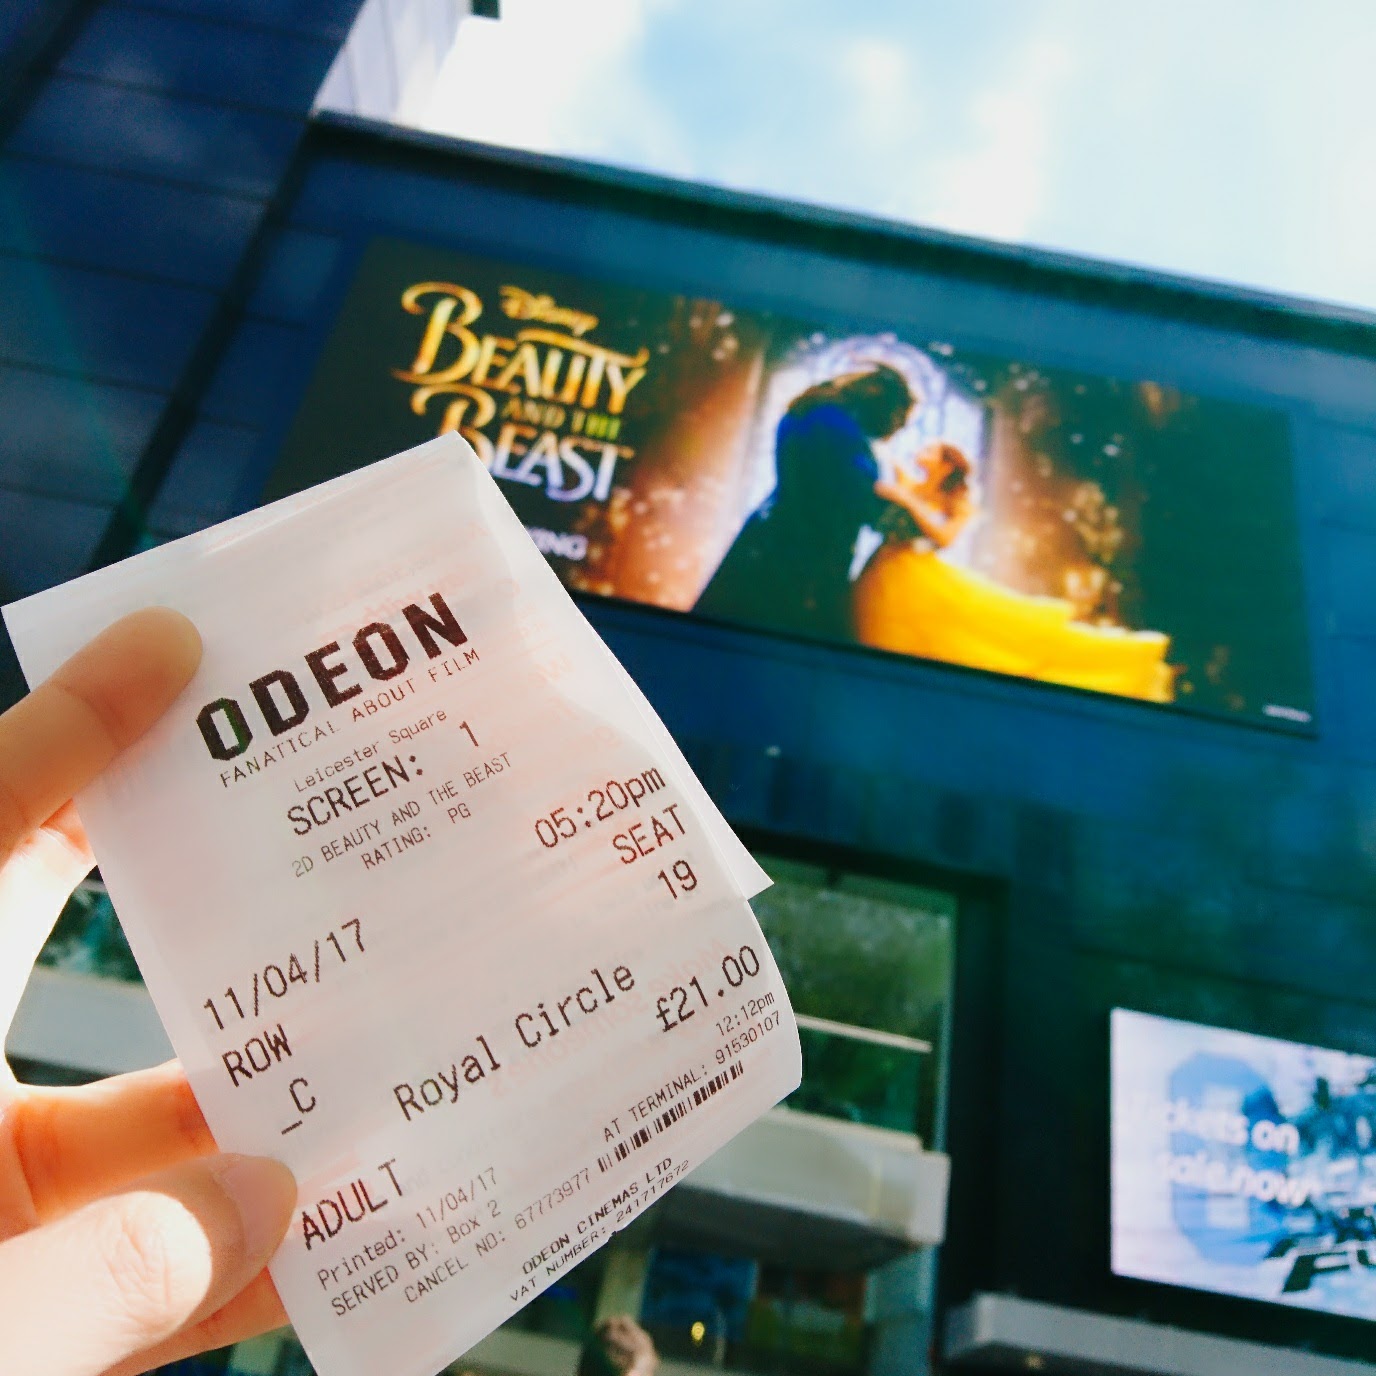 Disney
BEAUTY
AND THE
BEAST
ODEON
FANATICAL ABOUT FILM
Leicester Square
SCREEN: 1
2D BEAUTY AND THE BEAST
RATING: PG
11/04/17 05:20pm
ROW SEAT
_C 19
Royal Circle
ADULT £21.00
Printed: 11/04/17 12:12pm
SERVED BY: Box 2 AT TERMINAL: 91530107
CANCEL NO: 67773977
ODEON CINEMAS LTD
VAT NUMBER: 241717672
on
sale now